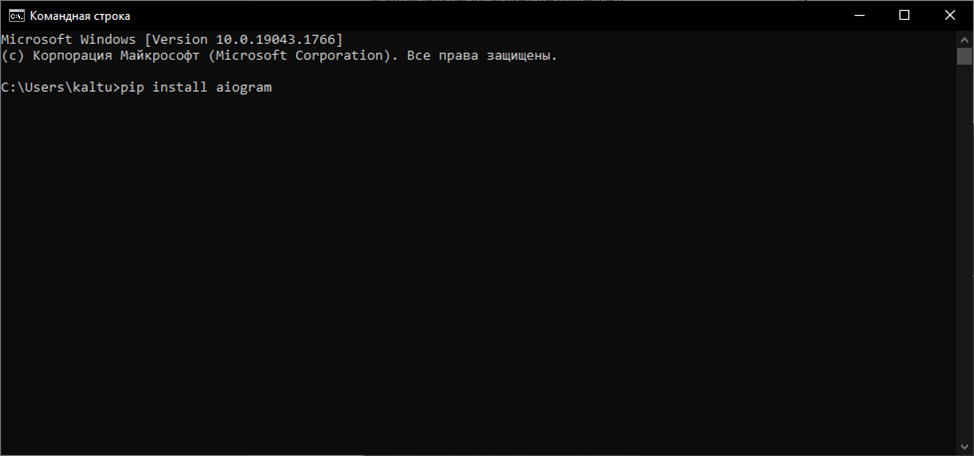 Командная строка
Microsoft Windows [Version 10.0.19043.1766]
(c) Корпорация Майкрософт (Microsoft Corporation). Все права защищены.
C:\Users\kaltu>pip install aiogram